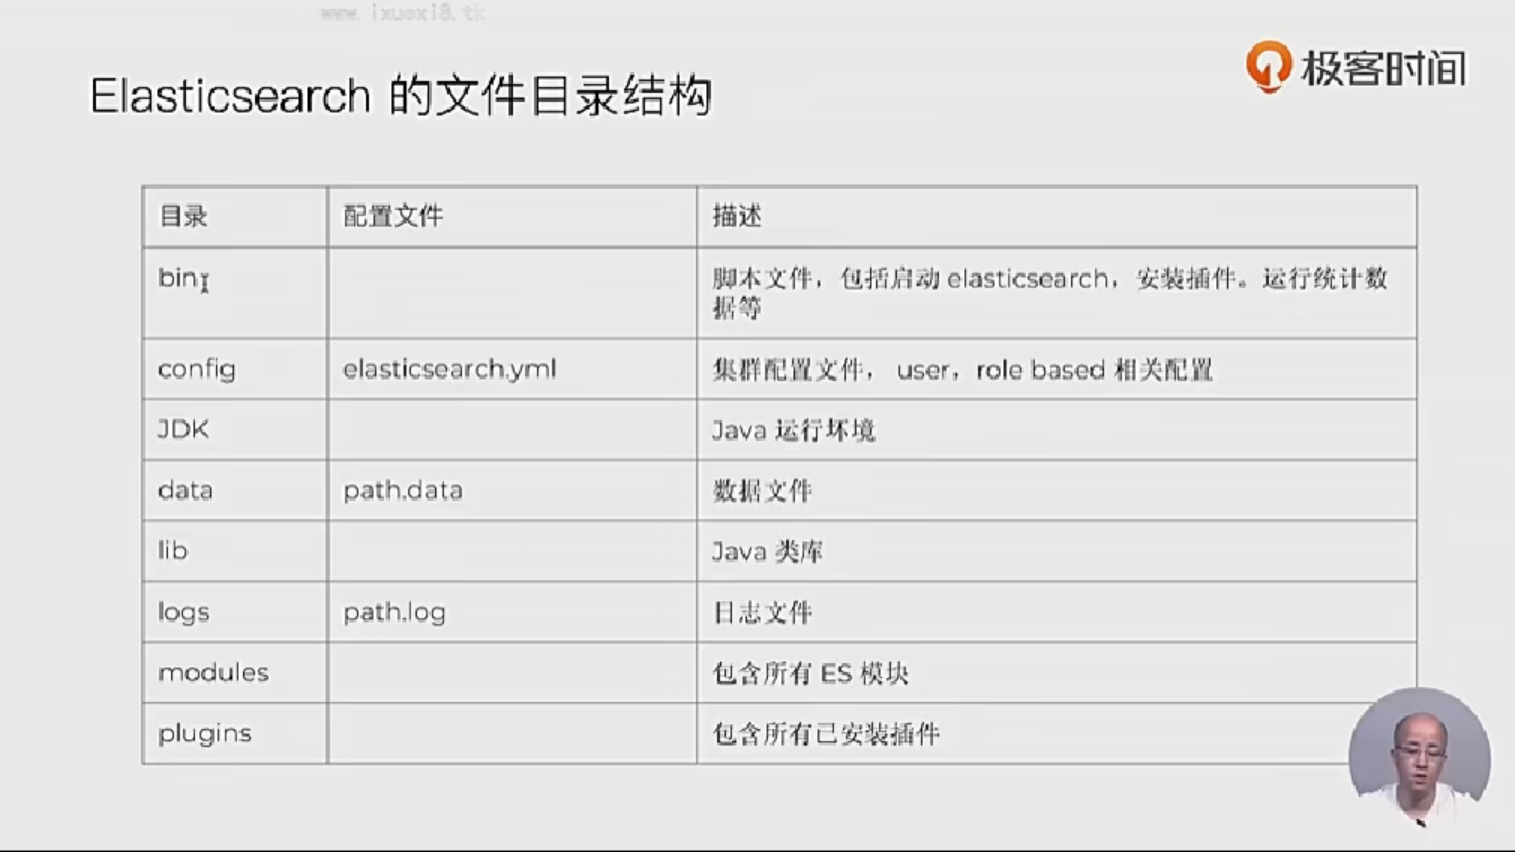 www.ixuexi8.tk
极客时间
Elasticsearch 的文件目录结构
目录 配置文件 描述
bin 脚本文件，包括启动 elasticsearch，安装插件。运行统计数
据等
config elasticsearch.yml 集群配置文件， user，role based 相关配置
JDK Java 运行坏境
data path.data 数据文件
lib Java 类库
logs path.log 日志文件
modules 包含所有 ES 模块
plugins 包含所有已安装插件